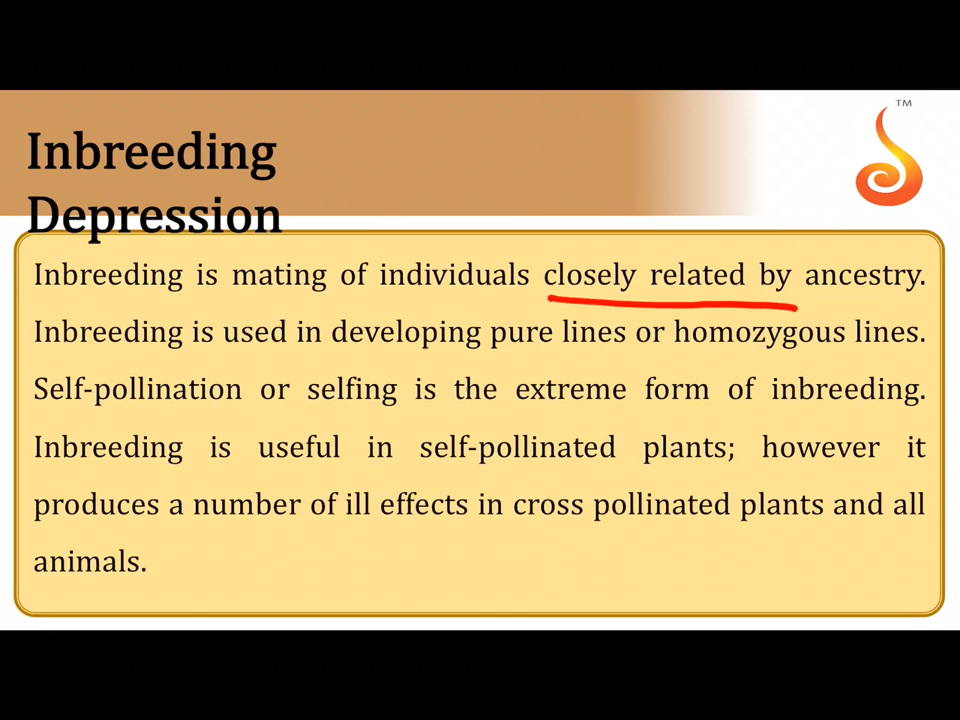 TM
Inbreeding
Depression
Inbreeding is mating of individuals closely related by ancestry.
Inbreeding is used in developing pure lines or homozygous lines.
Self-pollination or selfing is the extreme form of inbreeding.
Inbreeding is useful in self-pollinated plants; however it
produces a number of ill effects in cross pollinated plants and all
animals.